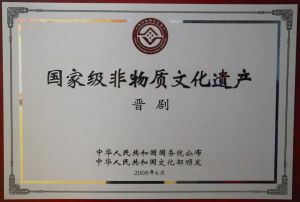 国家级非物质文化遗产
晋剧
中华人民共和国国务院公布
中华人民共和国文化部颁发
2008年6月